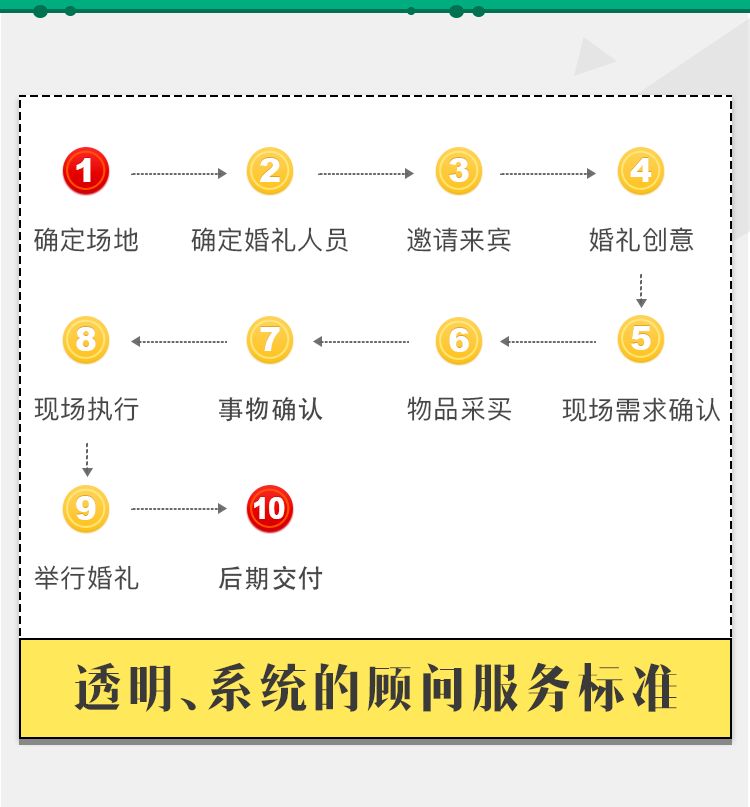 1 2 3 4
确定场地 确定婚礼人员 邀请来宾 婚礼创意
8 7 6 5
现场执行 事物确认 物品采买 现场需求确认
9 10
举行婚礼 后期交付
透明、系统的顾问服务标准